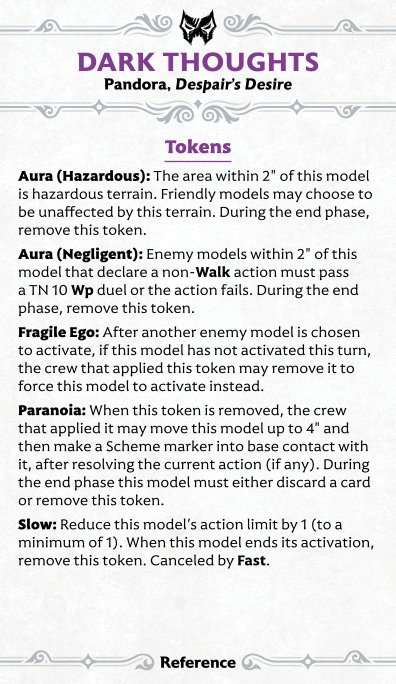 DARK THOUGHTS
Pandora, Despair's Desire
Tokens
Aura (Hazardous): The area within 2" of this model
is hazardous terrain. Friendly models may choose to
be unaffected by this terrain. During the end phase,
remove this token.
Aura (Negligent): Enemy models within 2" of this
model that declare a non-Walk action must pass
a TN 10 Wp duel or the action fails. During the end
phase, remove this token.
Fragile Ego: After another enemy model is chosen
to activate, if this model has not activated this turn,
the crew that applied this token may remove it to
force this model to activate instead.
Paranoia: When this token is removed, the crew
that applied it may move this model up to 4" and
then make a Scheme marker into base contact with
it, after resolving the current action (if any). During
the end phase this model must either discard a card
or remove this token.
Slow: Reduce this model's action limit by 1 (to a
minimum of 1). When this model ends its activation,
remove this token. Canceled by Fast.
Reference